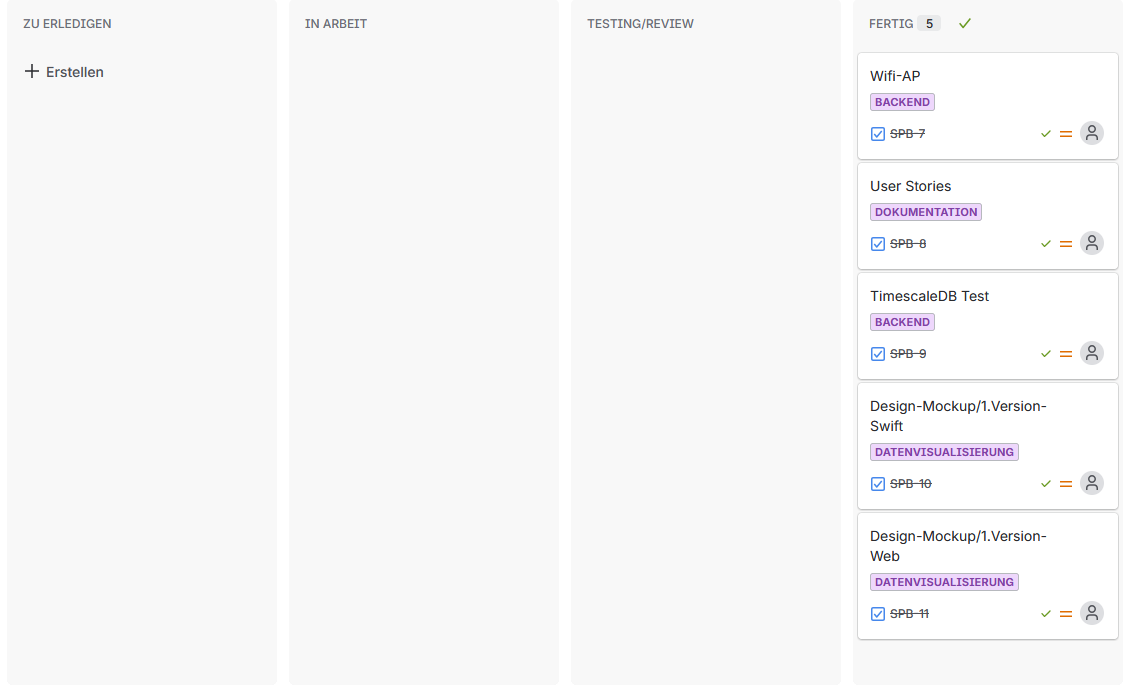 ZU ERLEDIGEN
+ Erstellen
IN ARBEIT
TESTING/REVIEW
FERTIG 5
Wifi-AP
BACKEND
SPB-7
User Stories
DOKUMENTATION
SPB-8
TimescaleDB Test
BACKEND
SPB-9
Design-Mockup/1.Version-
Swift
DATENVISUALISIERUNG
SPB-10
Design-Mockup/1.Version-
Web
DATENVISUALISIERUNG
SPB-11